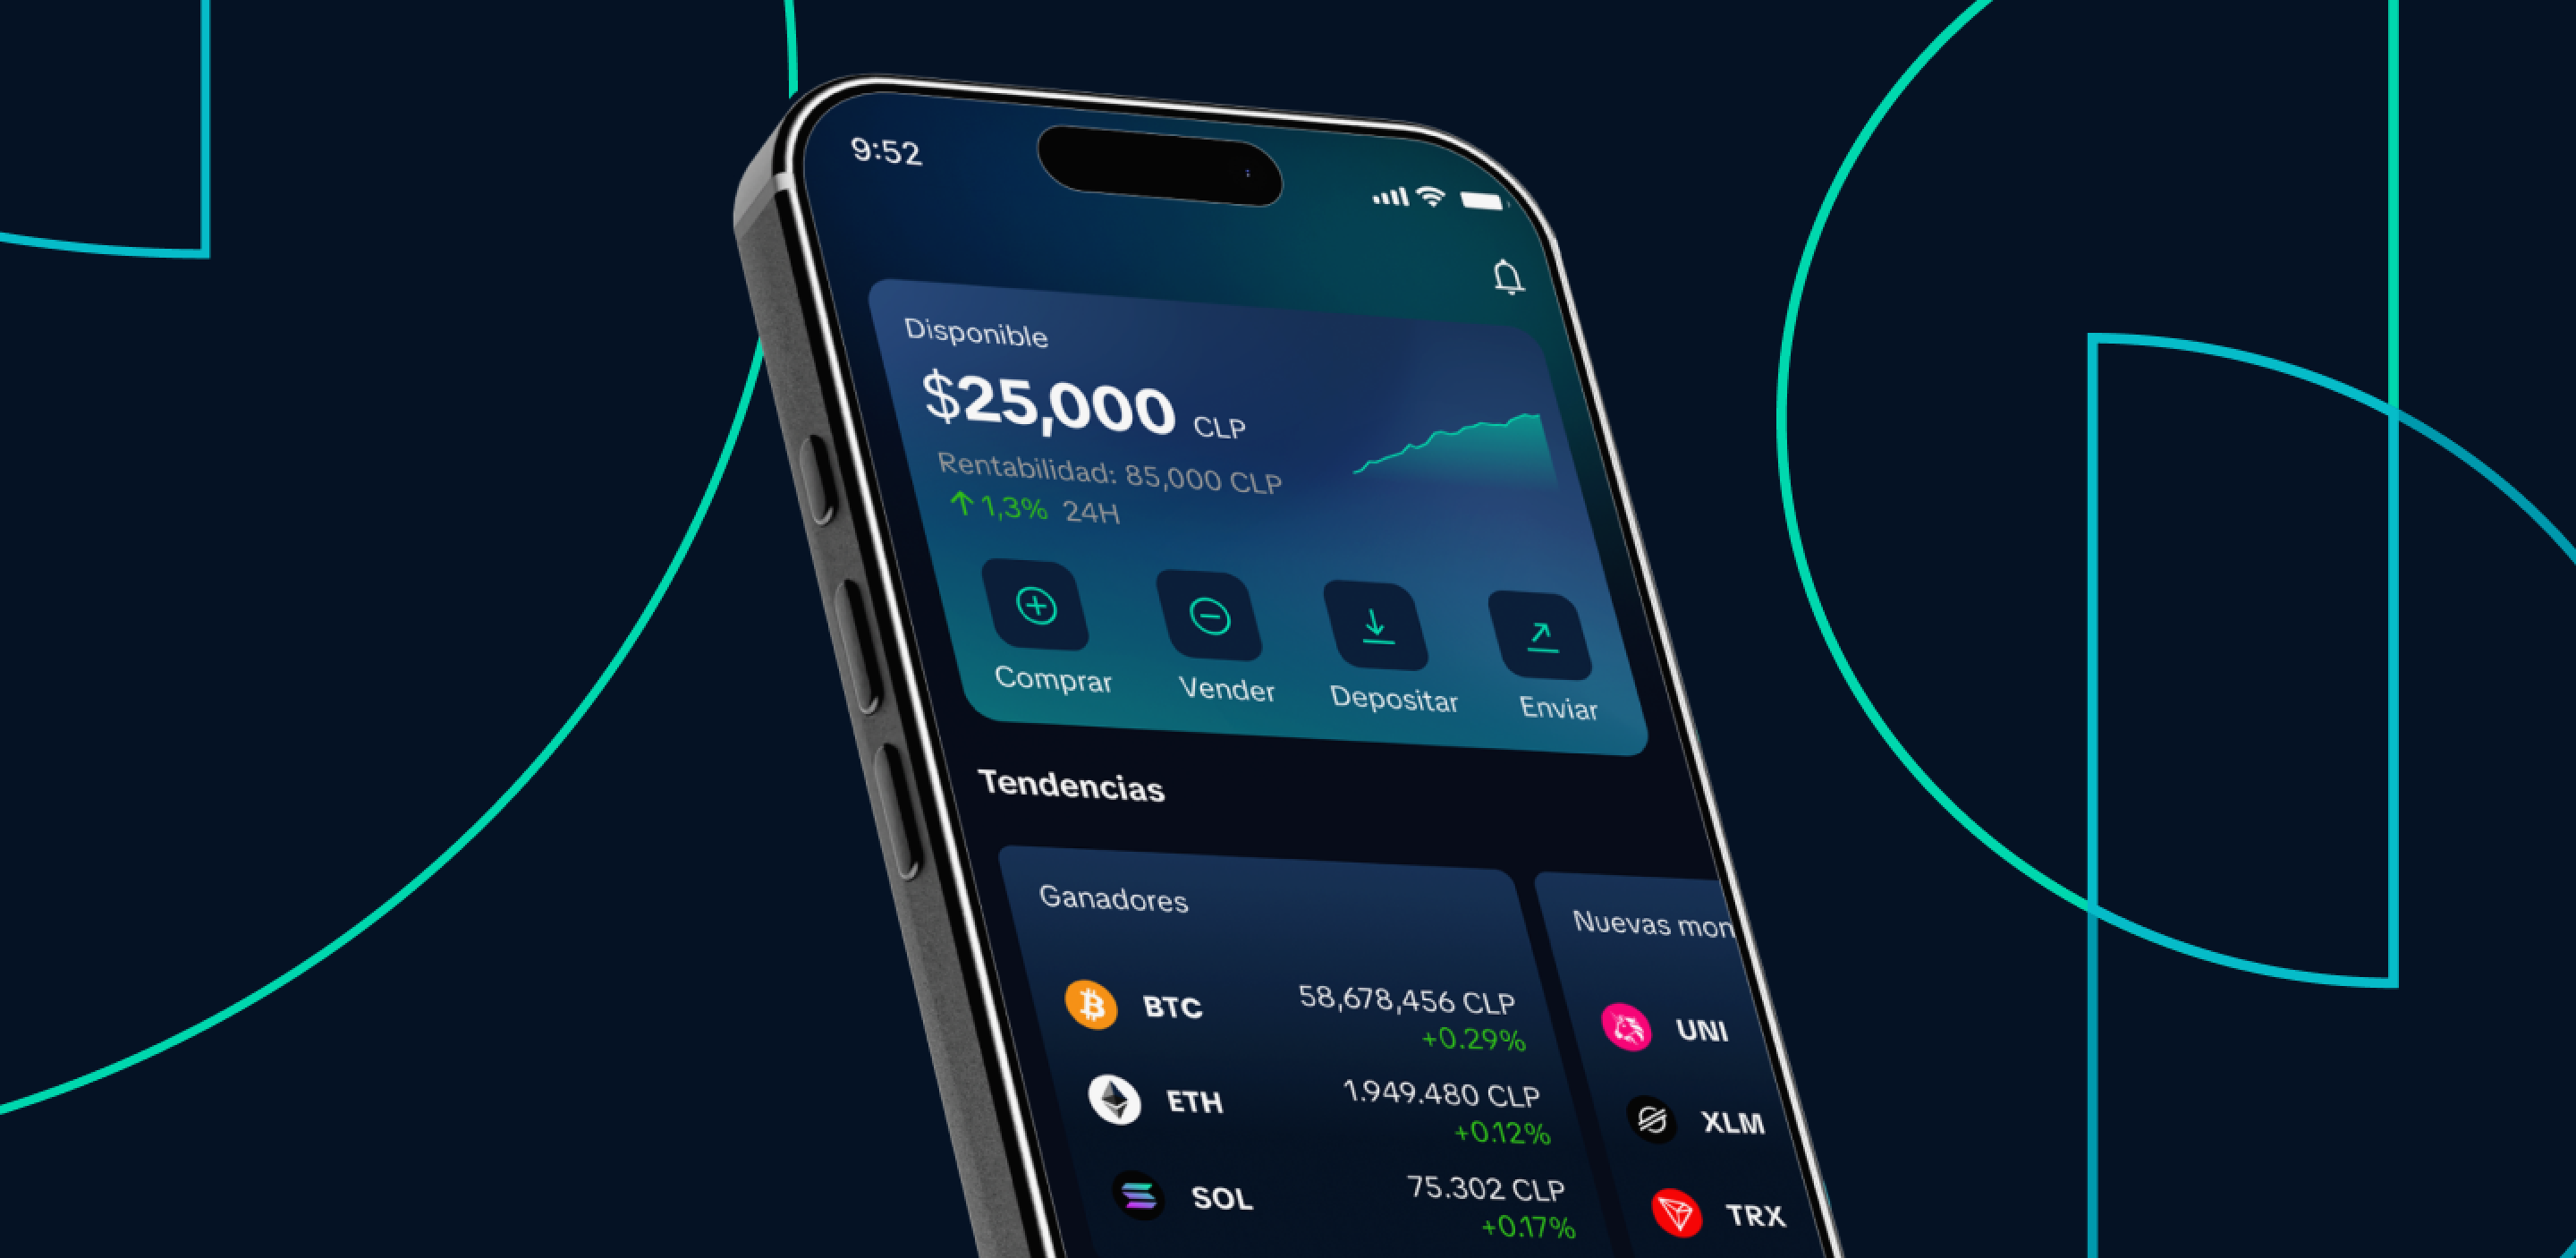 9:52
Disponible
$25,000 CLP
Rentabilidad: 85,000 CLP
↑ 1,3% 24H
Comprar Vender Depositar Enviar
Tendencias
Ganadores
BTC 58,678,456 CLP
+0.29%
ETH 1.949.480 CLP
+0.12%
SOL 75.302 CLP
+0.17%
Nuevas mon
UNI
XLM
TRX